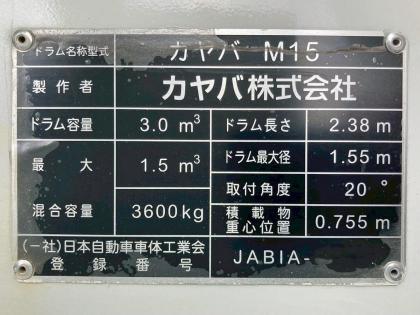 ドラム名称型式 カヤバ M15
製作者 カヤバ株式会社
ドラム容量 3.0 m³ ドラム長さ 2.38 m
最大 1.5 m³ ドラム最大径 1.55 m
混合容量 3600kg 取付角度 20°
積載物重心位置 0.755 m
(一社)日本自動車車体工業会
登録番号 JABIA-